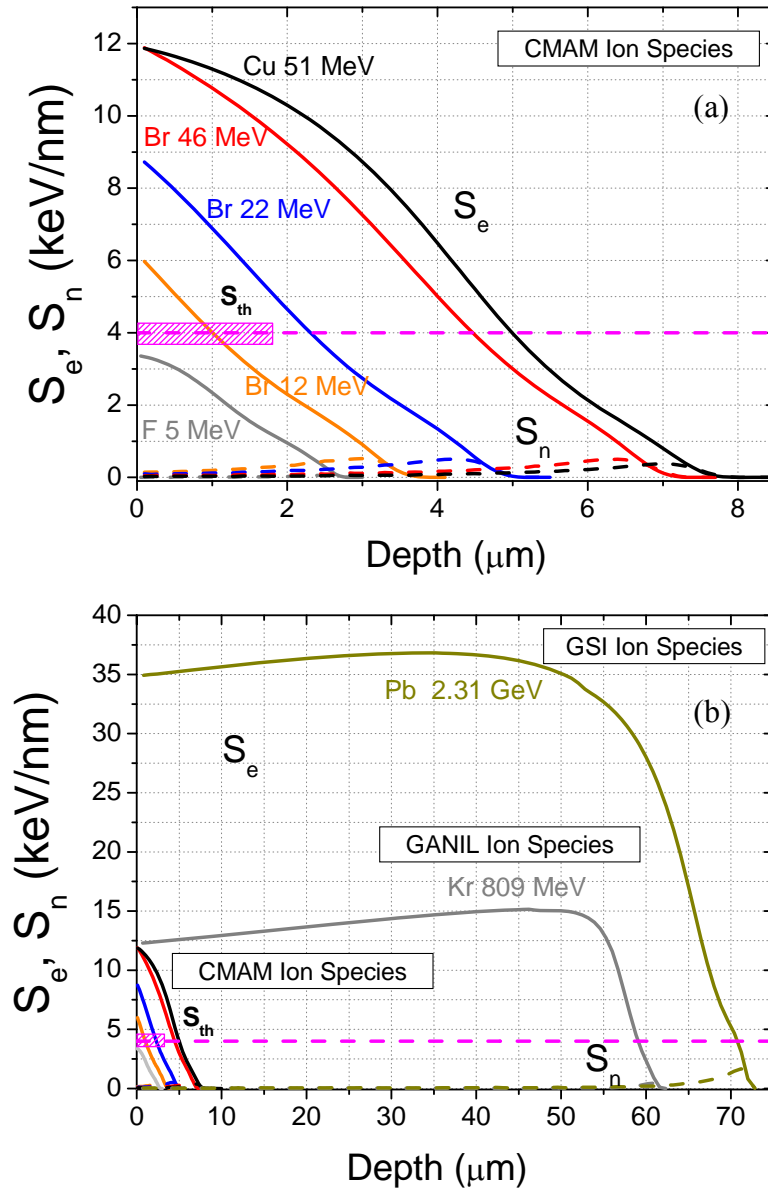 12
10
8
6
4
2
0
Sₑ, Sₙ (keV/nm)
CMAM Ion Species
Cu 51 MeV
(a)
Br 46 MeV
Br 22 MeV
Sₑ
Sₜₕ
Br 12 MeV
F 5 MeV
Sₙ
0 2 4 6 8
Depth (μm)
40
35
30
25
20
15
10
5
0
Sₑ, Sₙ (keV/nm)
GSI Ion Species
Pb 2.31 GeV
(b)
Sₑ
GANIL Ion Species
Kr 809 MeV
CMAM Ion Species
Sₜₕ
Sₙ
0 10 20 30 40 50 60 70
Depth (μm)